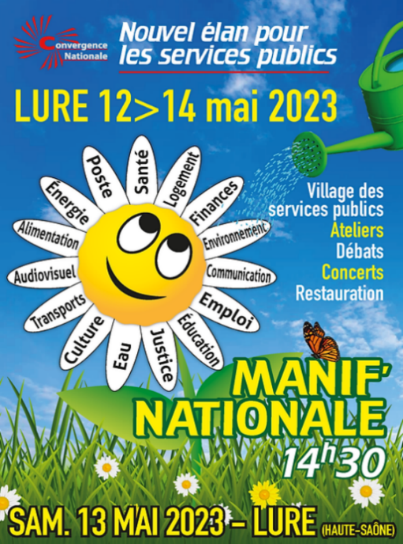 Convergence
Nationale
Nouvel élan pour
les services publics
LURE 12>14 mai 2023
Village des
services publics
Ateliers
Débats
Concerts
Restauration
Santé
Logement
Finances
Environnement
Communication
Emploi
Éducation
Justice
Eau
Culture
Transports
Audiovisuel
Alimentation
Énergie
Poste
MANIF'
NATIONALE
14h30
SAM. 13 MAI 2023 – LURE (HAUTE-SAÔNE)